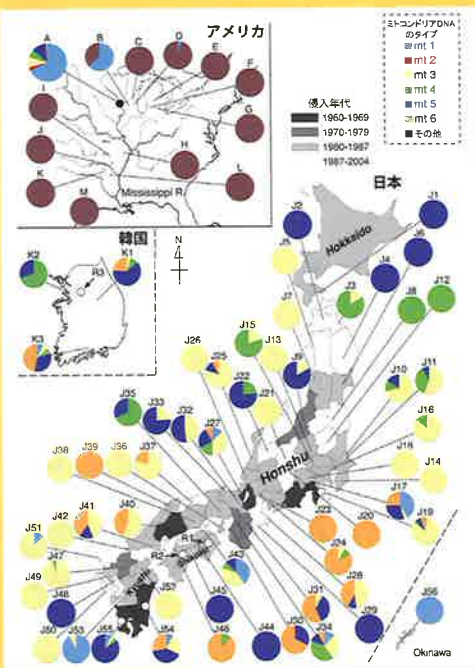 アメリカ
A
B
C
D
E
F
G
H
I
J
K
L
M
Mississippi R.
ミトコンドリアDNA
のタイプ
mt 1
mt 2
mt 3
mt 4
mt 5
mt 6
その他
侵入年代
1960-1969
1970-1979
1980-1987
1987-2004
日本
Hokkaido
N
4
韓国
K2
K1
R3
K3
J2
J1
J5
J6
J4
J3
J8
J12
J7
J15
J13
J26
J25
J9
J10
J11
J22
J21
J16
J35
J33
J32
J27
Honshu
J18
J14
J38
J39
J36
J37
J17
J19
J51
J42
J41
J40
J23
J20
J24
R1
R2
J43
J47
J28
J49
J48
J52
J45
J31
J29
J56
J50
J53
J55
J54
J46
J44
J30
J34
Okinawa